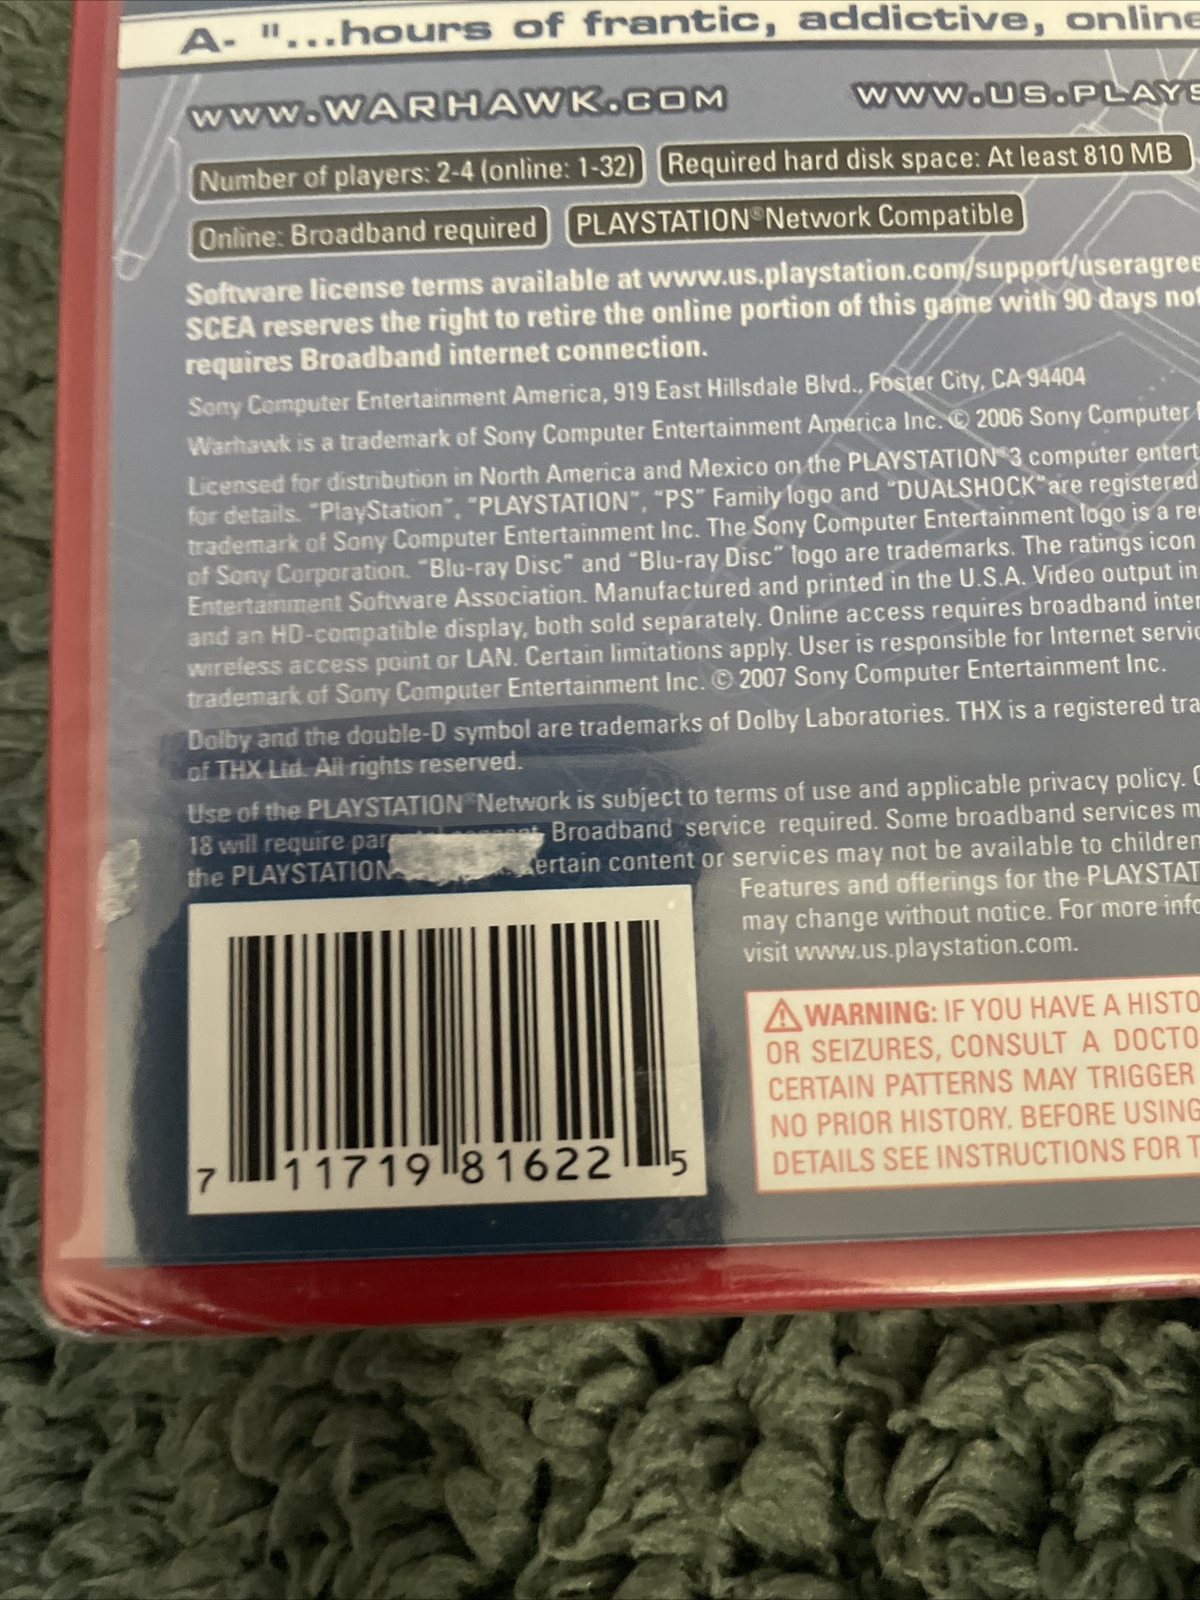 A- "...hours of frantic, addictive, online
WWW.WARHAWK.COM WWW.US.PLAYS
Number of players: 2-4 (online: 1-32) Required hard disk space: At least 810 MB
Online: Broadband required PLAYSTATION®Network Compatible
Software license terms available at www.us.playstation.com/support/useragree
SCEA reserves the right to retire the online portion of this game with 90 days not
requires Broadband internet connection.
Sony Computer Entertainment America, 919 East Hillsdale Blvd., Foster City, CA 94404
Warhawk is a trademark of Sony Computer Entertainment America Inc. © 2006 Sony Computer
Licensed for distribution in North America and Mexico on the PLAYSTATION®3 computer entert
for details. "PlayStation", "PLAYSTATION", "PS" Family logo and "DUALSHOCK" are registered
trademark of Sony Computer Entertainment Inc. The Sony Computer Entertainment logo is a re
of Sony Corporation. "Blu-ray Disc" and "Blu-ray Disc" logo are trademarks. The ratings icon
Entertainment Software Association. Manufactured and printed in the U.S.A. Video output in
and an HD-compatible display, both sold separately. Online access requires broadband inter
wireless access point or LAN. Certain limitations apply. User is responsible for Internet servic
trademark of Sony Computer Entertainment Inc. © 2007 Sony Computer Entertainment Inc.
Dolby and the double-D symbol are trademarks of Dolby Laboratories. THX is a registered tra
of THX Ltd. All rights reserved.
Use of the PLAYSTATION®Network is subject to terms of use and applicable privacy policy.
18 will require Broadband service required. Some broadband services m
the PLAYSTATION ertain content or services may not be available to children
Features and offerings for the PLAYSTAT
may change without notice. For more info
visit www.us.playstation.com.
⚠ WARNING: IF YOU HAVE A HISTO
OR SEIZURES, CONSULT A DOCTO
CERTAIN PATTERNS MAY TRIGGER
NO PRIOR HISTORY. BEFORE USING
DETAILS SEE INSTRUCTIONS FOR T
7 11719 81622 5